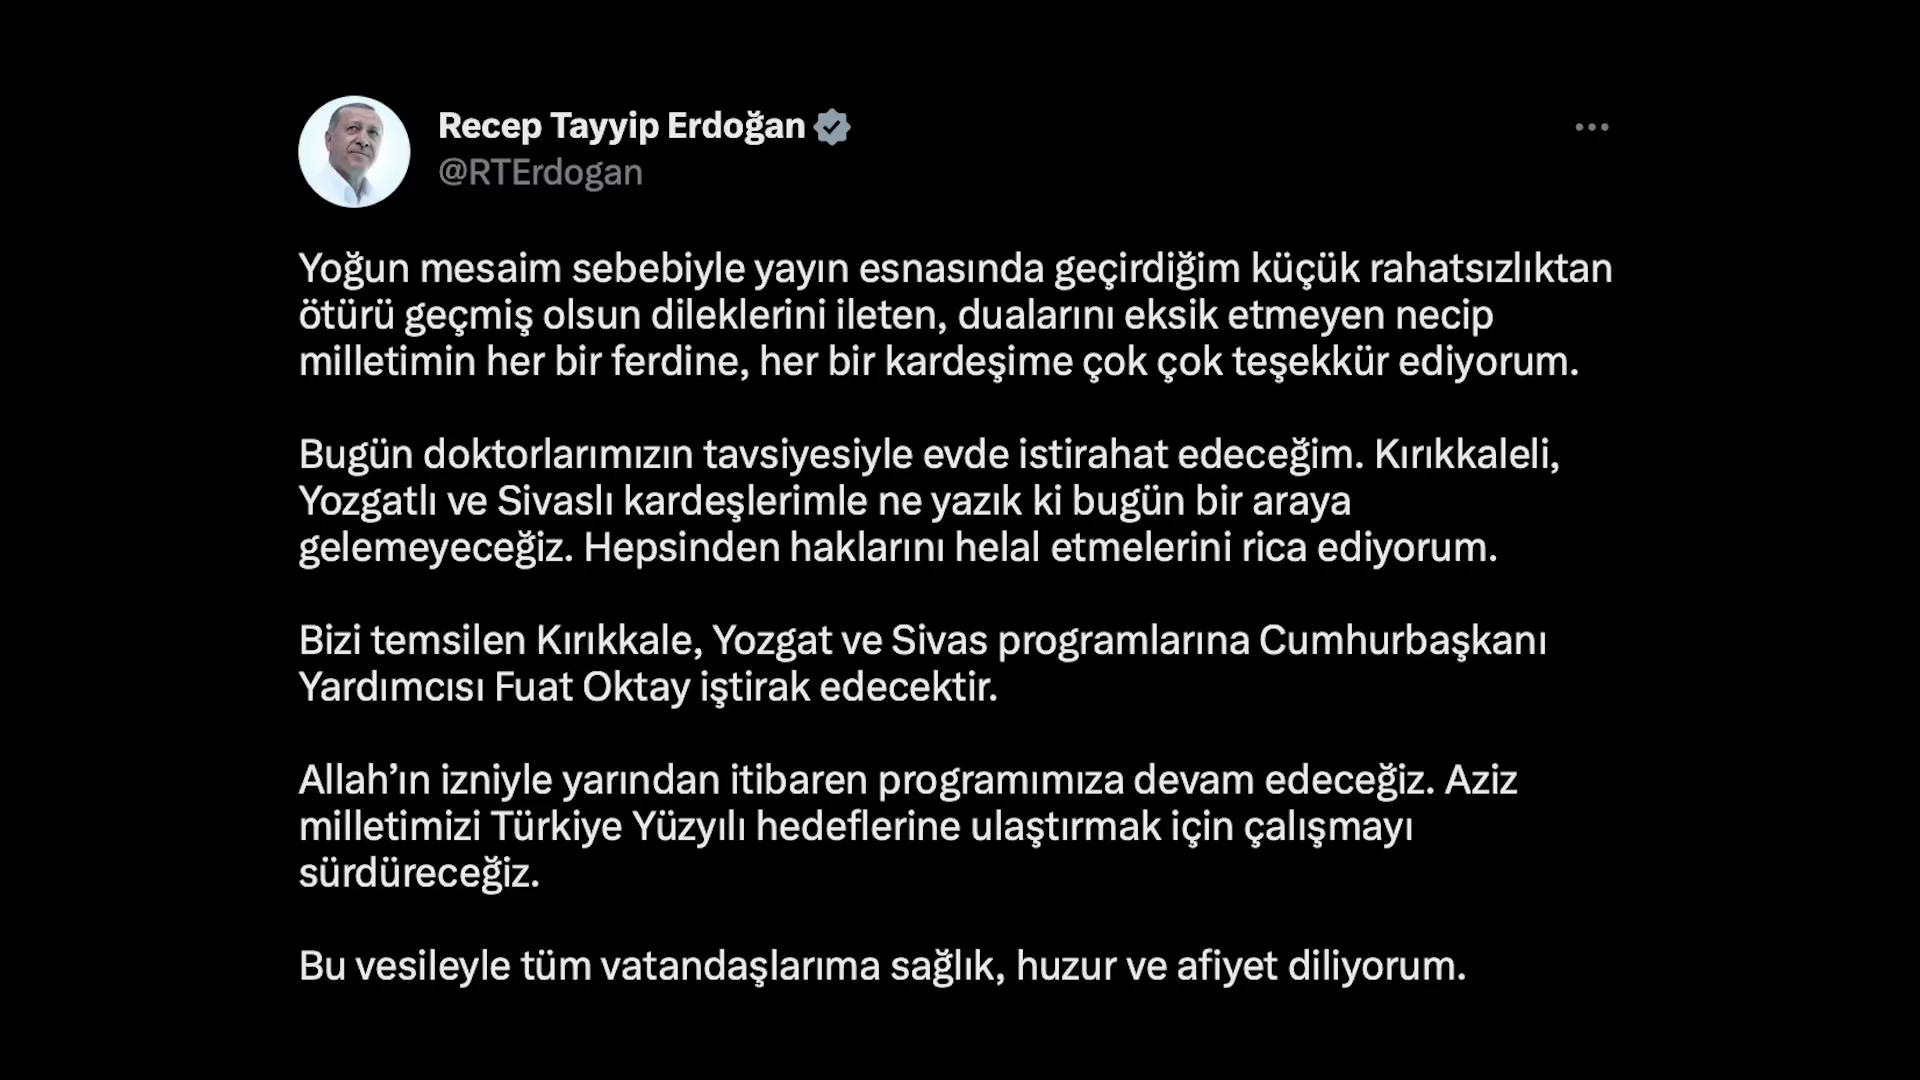 Recep Tayyip Erdoğan
@RTErdogan
Yoğun mesaim sebebiyle yayın esnasında geçirdiğim küçük rahatsızlıktan
ötürü geçmiş olsun dileklerini ileten, dualarını eksik etmeyen necip
milletimin her bir ferdine, her bir kardeşime çok çok teşekkür ediyorum.
Bugün doktorlarımızın tavsiyesiyle evde istirahat edeceğim. Kırıkkaleli,
Yozgatlı ve Sivaslı kardeşlerimle ne yazık ki bugün bir araya
gelemeyeceğiz. Hepsinden haklarını helal etmelerini rica ediyorum.
Bizi temsilen Kırıkkale, Yozgat ve Sivas programlarına Cumhurbaşkanı
Yardımcısı Fuat Oktay iştirak edecektir.
Allah’ın izniyle yarından itibaren programımıza devam edeceğiz. Aziz
milletimizi Türkiye Yüzyılı hedeflerine ulaştırmak için çalışmayı
sürdüreceğiz.
Bu vesileyle tüm vatandaşlarıma sağlık, huzur ve afiyet diliyorum.